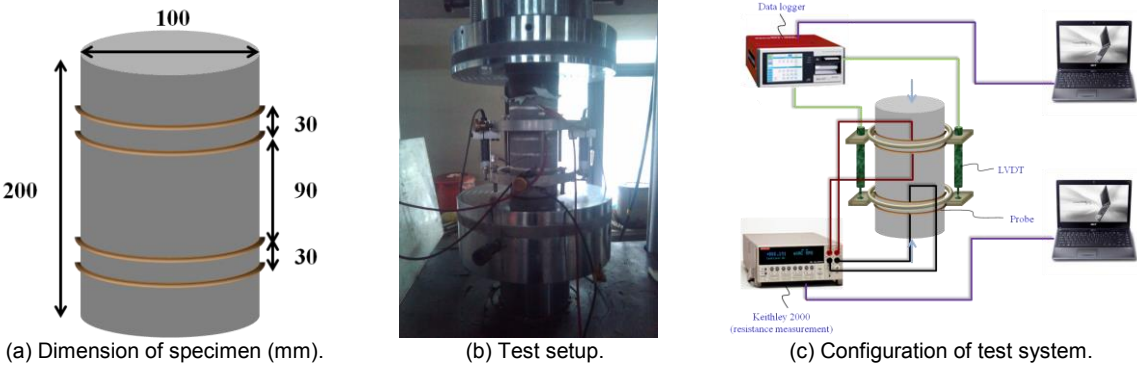 100
30
200
90
30
(a) Dimension of specimen (mm).
(b) Test setup.
Data logger
LVDT
Probe
Keithley 2000
(resistance measurement)
(c) Configuration of test system.